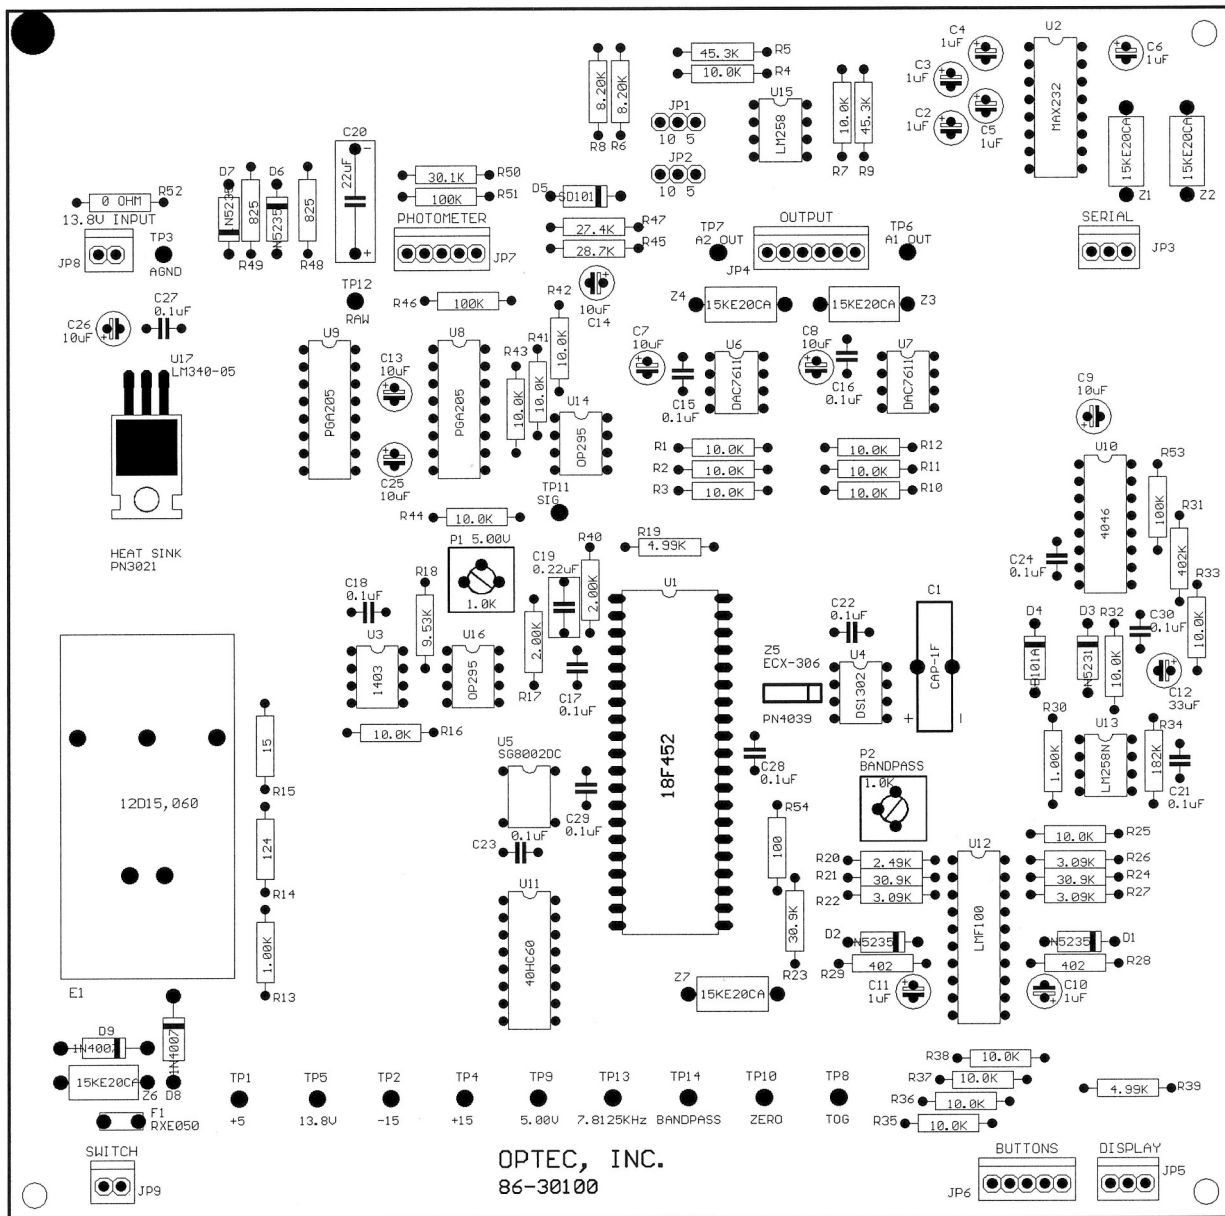 C4
1uF
C3
1uF
C2
1uF
C5
1uF
U2
MAX232
C6
1uF
15KE20CA
Z1
15KE20CA
Z2
45.3K
R5
10.0K
R4
8.20K
R8
8.20K
R6
JP1
10 5
JP2
10 5
U15
LM258
10.0K
R7
45.3K
R9
C20
22uF
-
+
30.1K
R50
100K
R51
D5
SD101
27.4K
R47
28.7K
R45
10uF
C14
0 OHM
R52
13.8V INPUT
JP8
TP3
AGND
D7
N5235
825
R49
D6
N5235
825
R48
PHOTOMETER
JP7
TP12
RAW
R46
100K
TP7
A2 OUT
OUTPUT
JP4
TP6
A1 OUT
SERIAL
JP3
Z4
15KE20CA
15KE20CA
Z3
C26
10uF
C27
0.1uF
U17
LM340-05
HEAT SINK
PN3021
U9
PGA205
C13
10uF
C25
10uF
U8
PGA205
R43
10.0K
R41
10.0K
R42
10.0K
U14
OP295
TP11
SIG
C7
10uF
C15
0.1uF
U6
DAC7611
C8
10uF
C16
0.1uF
U7
DAC7611
C9
10uF
R1
10.0K
R2
10.0K
R3
10.0K
10.0K
R12
10.0K
R11
10.0K
R10
U10
4046
R53
100K
R31
402K
R33
10.0K
C24
0.1uF
R44
10.0K
P1 5.00V
1.0K
C19
0.22uF
R40
2.00K
R19
4.99K
C18
0.1uF
R18
9.53K
U3
1403
U16
OP295
2.00K
R17
C17
0.1uF
10.0K
R16
U1
18F452
C22
0.1uF
Z5
ECX-306
PN4039
U4
DS1302
C1
CAP-1F
+
-
D4
B101A
D3
N5231
R32
10.0K
C30
0.1uF
C12
33uF
R30
1.00K
U13
LM258N
R34
182K
C21
0.1uF
12D15,060
E1
15
R15
124
R14
1.00K
R13
U5
SG8002DC
C29
0.1uF
0.1uF
C23
U11
40HC60
C28
0.1uF
P2
BANDPASS
1.0K
R54
100
30.9K
R23
R20
2.49K
R21
30.9K
R22
3.09K
D2
N5235
R29
402
C11
1uF
U12
LMF100
10.0K
R25
3.09K
R26
30.9K
R24
3.09K
R27
N5235
D1
402
R28
C10
1uF
Z7
15KE20CA
D9
1N4007
15KE20CA
Z6
1N4007
D8
F1
RXE050
SWITCH
JP9
TP1
+5
TP5
13.8V
TP2
-15
TP4
+15
TP9
5.00V
TP13
7.8125KHz
TP14
BANDPASS
TP10
ZERO
TP8
TOG
R38
10.0K
R37
10.0K
R36
10.0K
R35
10.0K
4.99K
R39
BUTTONS
JP6
DISPLAY
JP5
OPTEC, INC.
86-30100